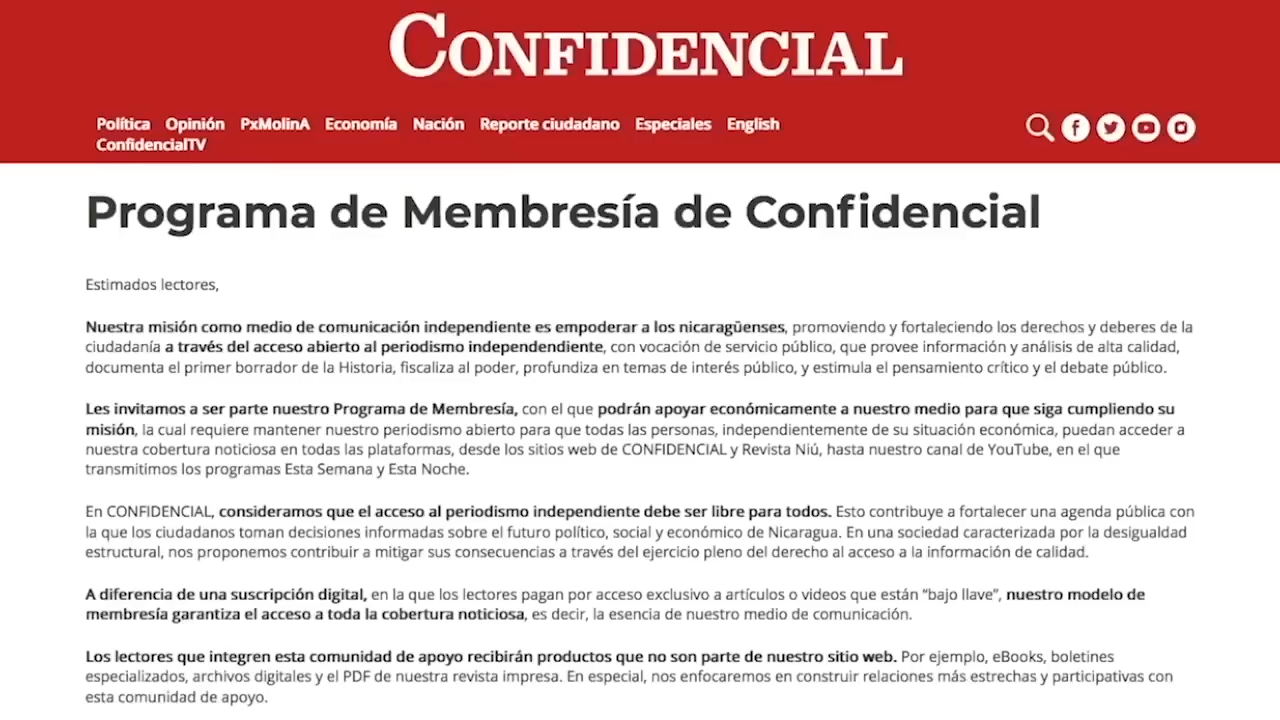 CONFIDENCIAL
Política Opinión PxMolinA Economía Nación Reporte ciudadano Especiales English
ConfidencialTV
Programa de Membresía de Confidencial
Estimados lectores,
Nuestra misión como medio de comunicación independiente es empoderar a los nicaragüenses, promoviendo y fortaleciendo los derechos y deberes de la
ciudadanía a través del acceso abierto al periodismo independendiente, con vocación de servicio público, que provee información y análisis de alta calidad,
documenta el primer borrador de la Historia, fiscaliza al poder, profundiza en temas de interés público, y estimula el pensamiento crítico y el debate público.
Les invitamos a ser parte nuestro Programa de Membresía, con el que podrán apoyar económicamente a nuestro medio para que siga cumpliendo su
misión, la cual requiere mantener nuestro periodismo abierto para que todas las personas, independientemente de su situación económica, puedan acceder a
nuestra cobertura noticiosa en todas las plataformas, desde los sitios web de CONFIDENCIAL y Revista Niú, hasta nuestro canal de YouTube, en el que
transmitimos los programas Esta Semana y Esta Noche.
En CONFIDENCIAL, consideramos que el acceso al periodismo independiente debe ser libre para todos. Esto contribuye a fortalecer una agenda pública con
la que los ciudadanos toman decisiones informadas sobre el futuro político, social y económico de Nicaragua. En una sociedad caracterizada por la desigualdad
estructural, nos proponemos contribuir a mitigar sus consecuencias a través del ejercicio pleno del derecho al acceso a la información de calidad.
A diferencia de una suscripción digital, en la que los lectores pagan por acceso exclusivo a artículos o videos que están “bajo llave”, nuestro modelo de
membresía garantiza el acceso a toda la cobertura noticiosa, es decir, la esencia de nuestro medio de comunicación.
Los lectores que integren esta comunidad de apoyo recibirán productos que no son parte de nuestro sitio web. Por ejemplo, eBooks, boletines
especializados, archivos digitales y el PDF de nuestra revista impresa. En especial, nos enfocaremos en construir relaciones más estrechas y participativas con
esta comunidad de apoyo.